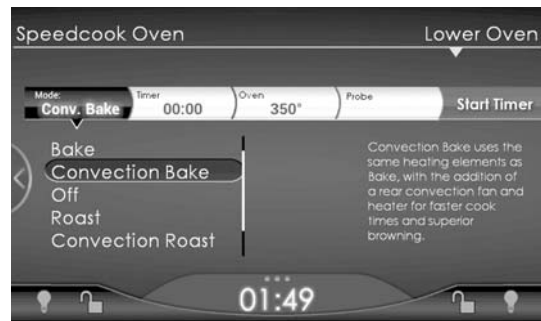 Speedcook Oven Lower Oven
Mode: Timer Oven Probe
Conv. Bake 00:00 350° Start Timer
Bake
Convection Bake
Off
Roast
Convection Roast
Convection Bake uses the
same heating elements as
Bake, with the addition of
a rear convection fan and
heater for faster cook
times and superior
browning.
01:49